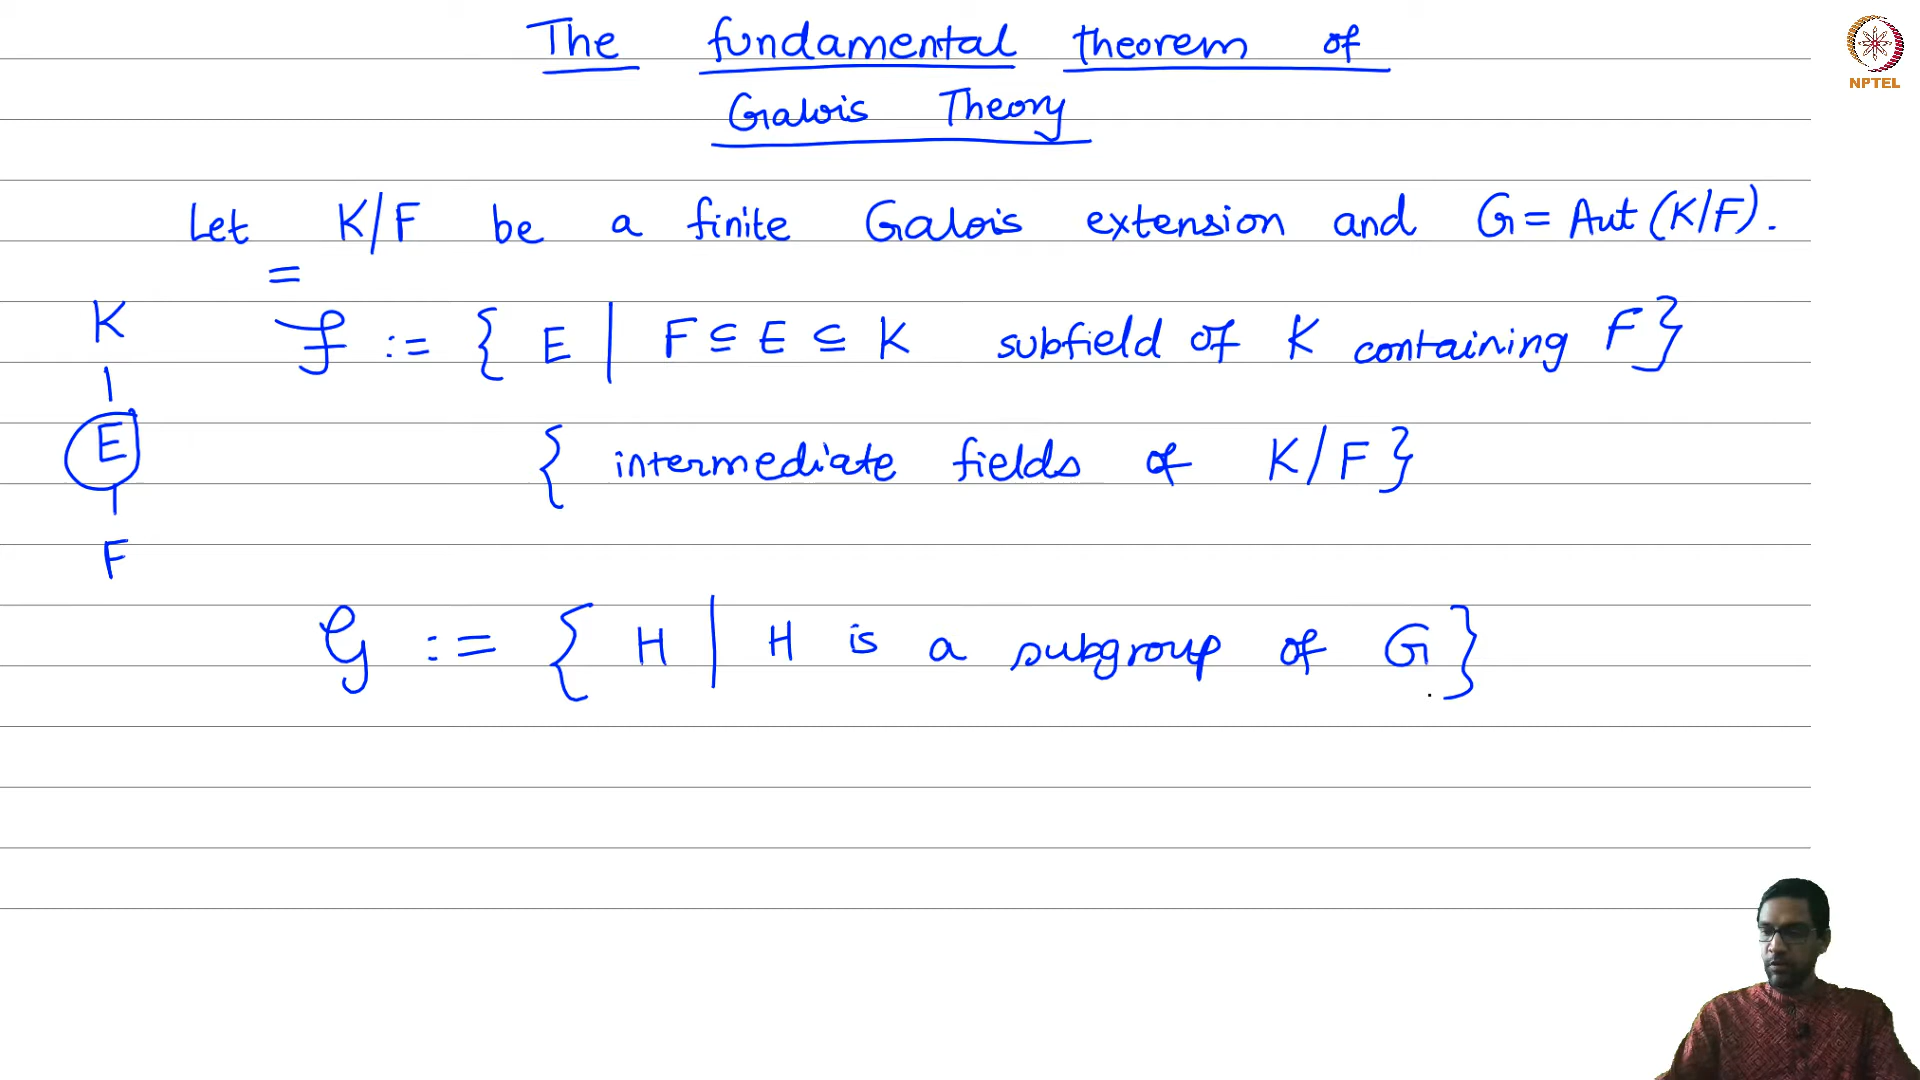 The fundamental theorem of
Galois Theory
NPTEL
Let K/F be a finite Galois extension and G = Aut (K/F).
=
K
ℱ := { E | F ⊆ E ⊆ K subfield of K containing F }
E
{ intermediate fields of K/F }
F
𝒢 := { H | H is a subgroup of G }